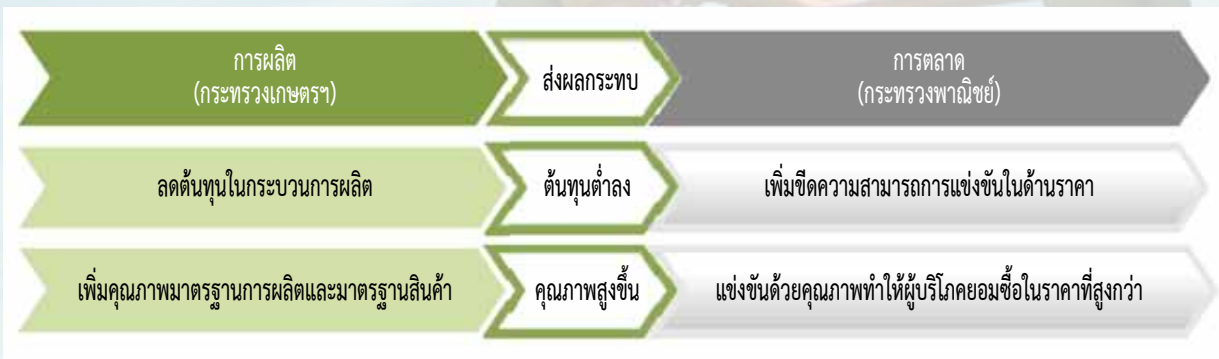 การผลิต
(กระทรวงเกษตรฯ)
ส่งผลกระทบ
การตลาด
(กระทรวงพาณิชย์)
ลดต้นทุนในกระบวนการผลิต
ต้นทุนต่ำลง
เพิ่มขีดความสามารถการแข่งขันในด้านราคา
เพิ่มคุณภาพมาตรฐานการผลิตและมาตรฐานสินค้า
คุณภาพสูงขึ้น
แข่งขันด้วยคุณภาพทำให้ผู้บริโภคยอมซื้อในราคาที่สูงกว่า